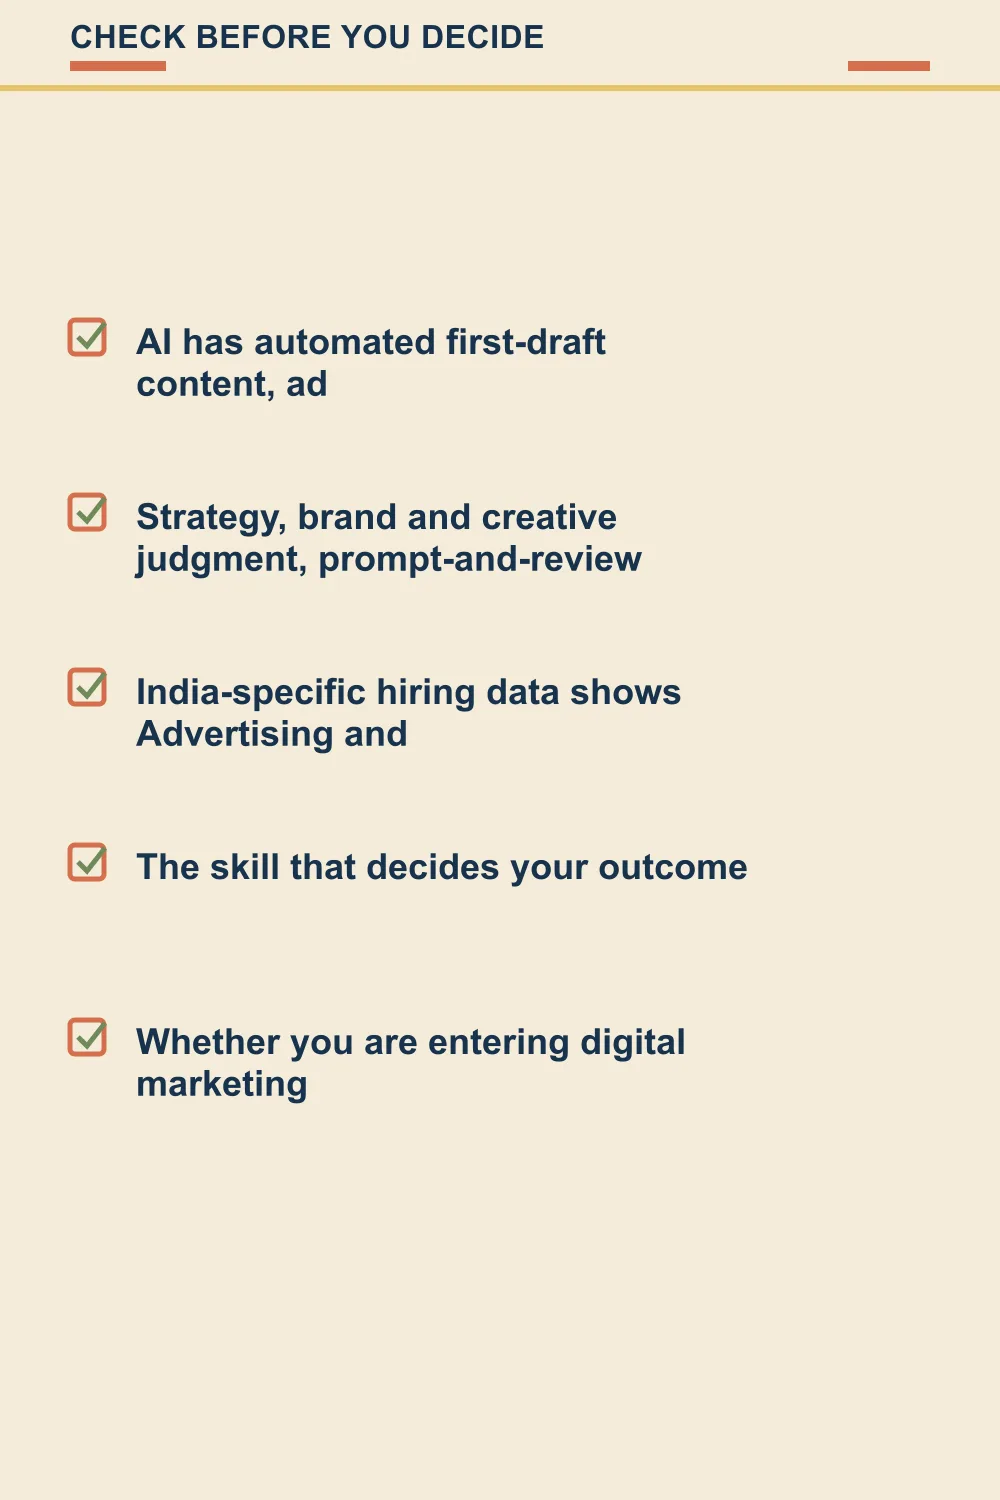 CHECK BEFORE YOU DECIDE
AI has automated first-draft
content, ad
Strategy, brand and creative
judgment, prompt-and-review
India-specific hiring data shows
Advertising and
The skill that decides your outcome
Whether you are entering digital
marketing